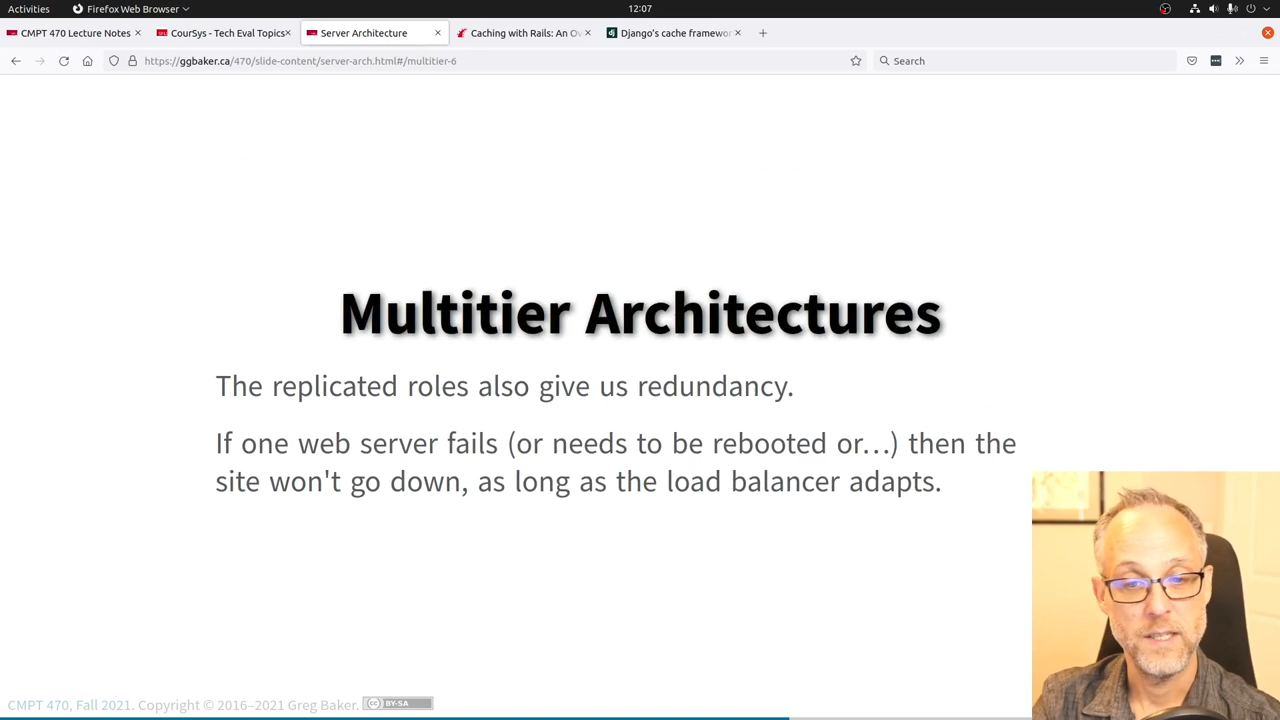 Activities
Firefox Web Browser
12:07
CMPT 470 Lecture Notes
CourSys - Tech Eval Topics
Server Architecture
Caching with Rails: An Ov
Django's cache framewor
https://ggbaker.ca/470/slide-content/server-arch.html#/multitier-6
Search
Multitier Architectures
The replicated roles also give us redundancy.
If one web server fails (or needs to be rebooted or…) then the
site won't go down, as long as the load balancer adapts.
CMPT 470, Fall 2021. Copyright © 2016–2021 Greg Baker.
cc BY-SA